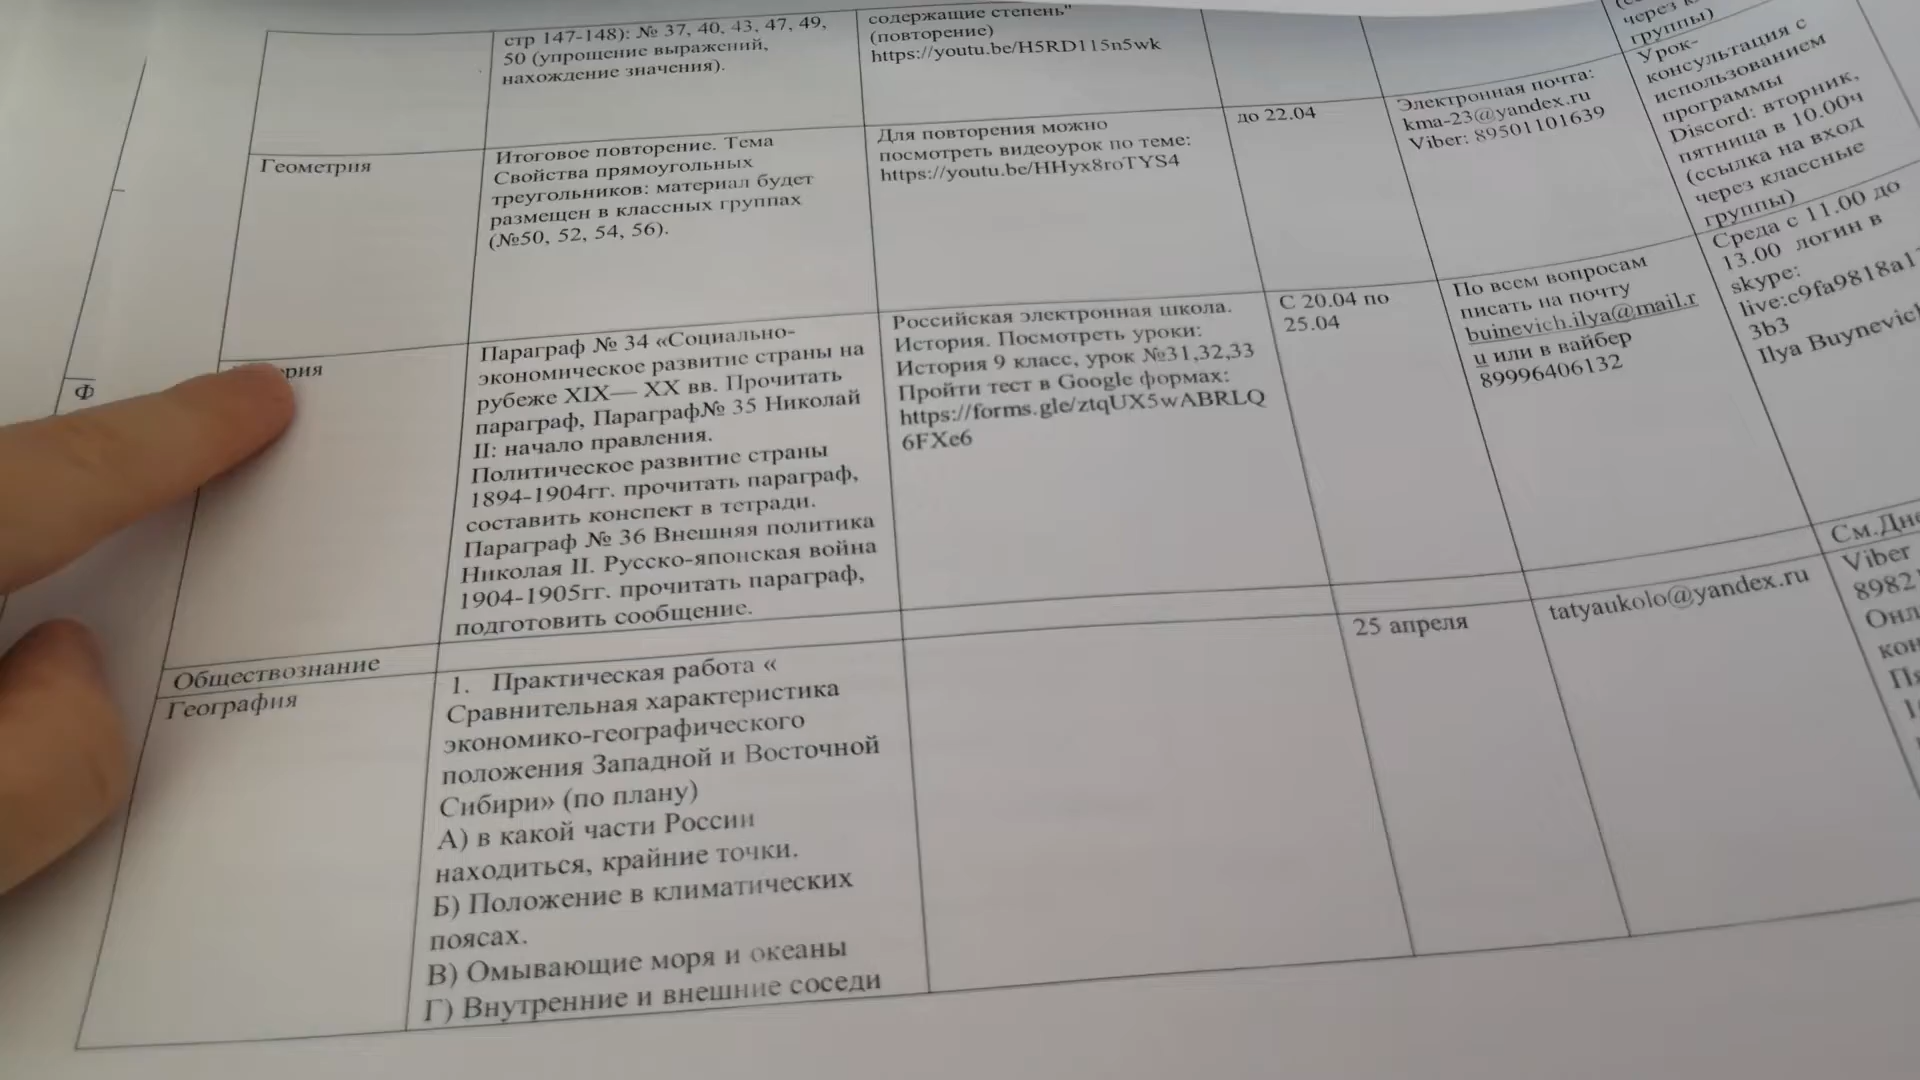 стр 147-148): № 37, 40, 43, 47, 49,
50 (упрощение выражений,
нахождение значения).
содержащие степень"
(повторение)
https://youtu.be/H5RD115n5wk
через
группы)
Геометрия
Итоговое повторение. Тема
Свойства прямоугольных
треугольников: материал будет
размещен в классных группах
(№50, 52, 54, 56).
Для повторения можно
посмотреть видеоурок по теме:
https://youtu.be/HHyx8roTYS4
до 22.04
Электронная почта:
kma-23@yandex.ru
Viber: 89501101639
Урок-
консультация с
использованием
программы
Discord: вторник,
пятница в 10.00ч
(ссылка на вход
через классные
группы)
ерия
Параграф № 34 «Социально-
экономическое развитие страны на
рубеже XIX— XX вв. Прочитать
параграф, Параграф№ 35 Николай
II: начало правления.
Политическое развитие страны
1894-1904гг. прочитать параграф,
составить конспект в тетради.
Параграф № 36 Внешняя политика
Николая II. Русско-японская война
1904-1905гг. прочитать параграф,
подготовить сообщение.
Российская электронная школа.
История. Посмотреть уроки:
История 9 класс, урок №31,32,33
Пройти тест в Google формах:
https://forms.gle/ztqUX5wABRLQ
6FXe6
С 20.04 по
25.04
По всем вопросам
писать на почту
buinevich.ilya@mail.r
u или в вайбер
89996406132
Среда с 11.00 до
13.00 логин в
skype:
live:c9fa9818a1
3b3
Ilya Buynevich
Обществознание
География
1. Практическая работа «
Сравнительная характеристика
экономико-географического
положения Западной и Восточной
Сибири» (по плану)
А) в какой части России
находиться, крайние точки.
Б) Положение в климатических
поясах.
В) Омывающие моря и океаны
Г) Внутренние и внешние соседи
25 апреля
tatyaukolo@yandex.ru
См.Дне
Viber
8982
Онл
кон
Пя
Ф